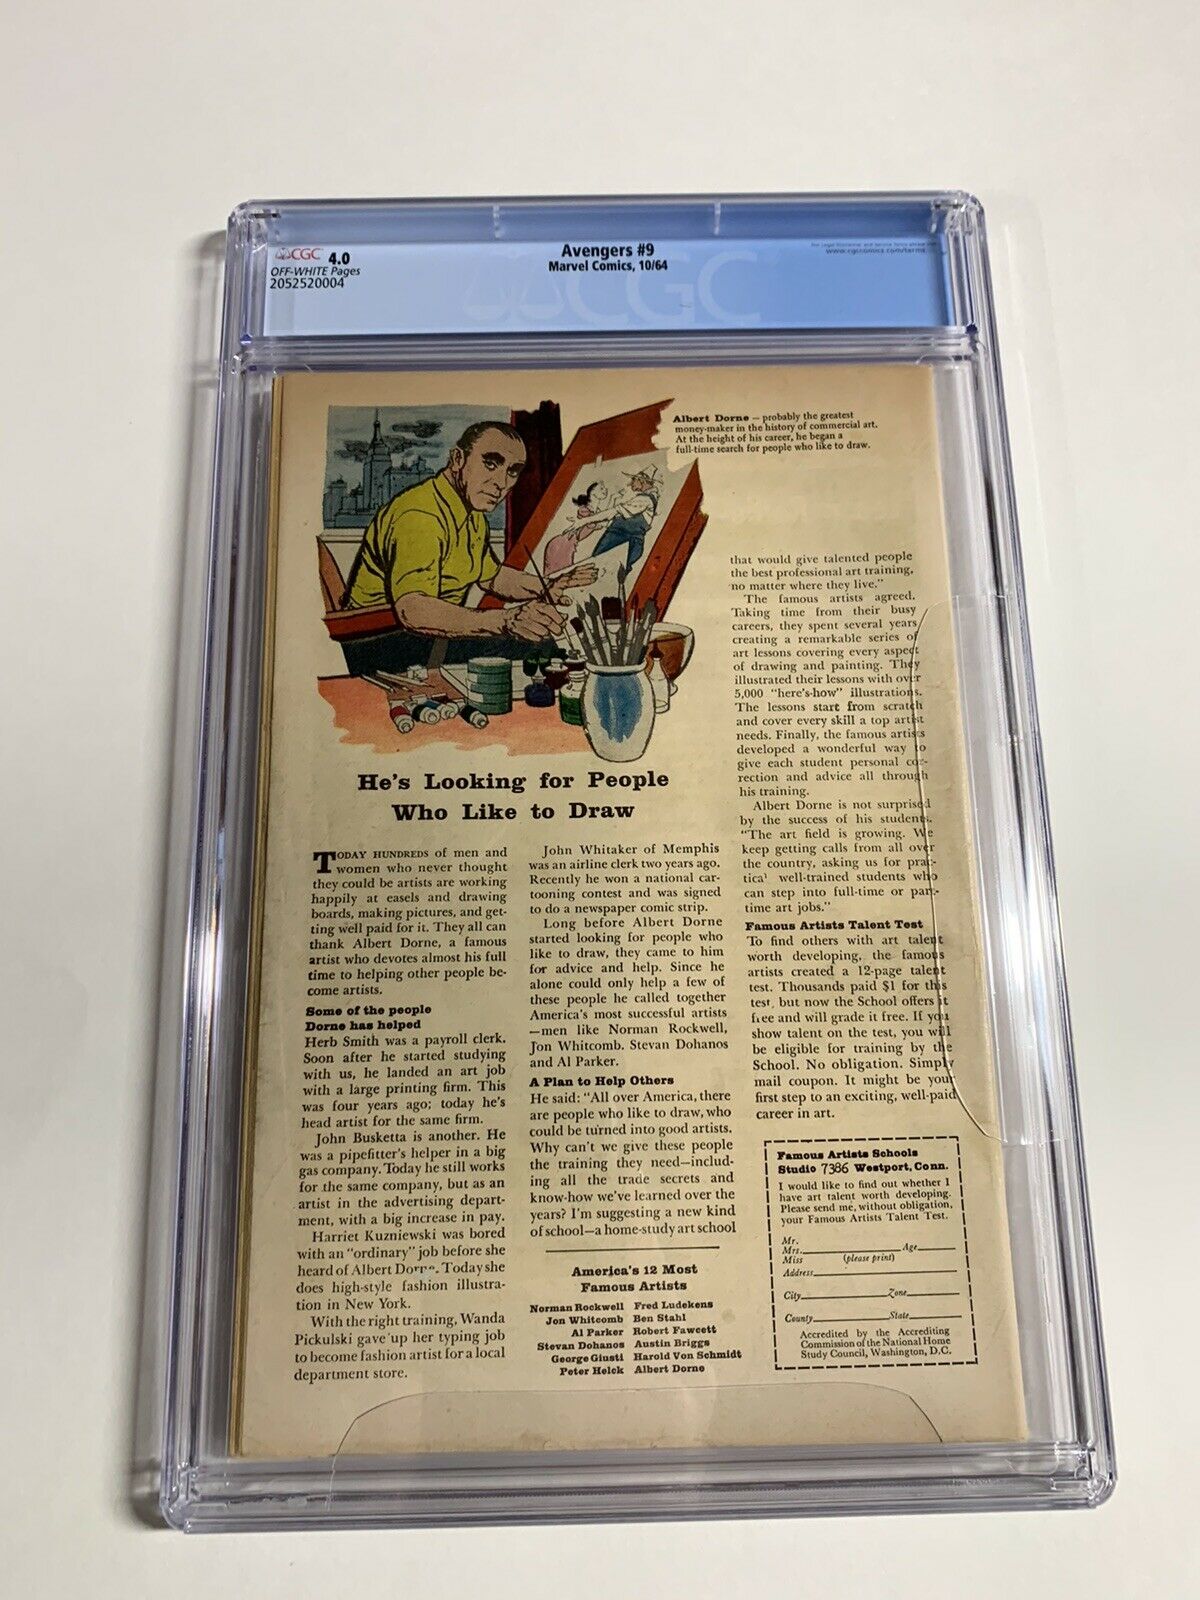 CGC 4.0
OFF-WHITE Pages
2052520004
Avengers #9
Marvel Comics, 10/64
www.cgccomics.com/terms
CGC
Albert Dorne — probably the greatest
money-maker in the history of commercial art.
At the height of his career, he began a
full-time search for people who like to draw.
He's Looking for People
Who Like to Draw
TODAY HUNDREDS of men and
women who never thought
they could be artists are working
happily at easels and drawing
boards, making pictures, and get-
ting well paid for it. They all can
thank Albert Dorne, a famous
artist who devotes almost his full
time to helping other people be-
come artists.
Some of the people
Dorne has helped
Herb Smith was a payroll clerk.
Soon after he started studying
with us, he landed an art job
with a large printing firm. This
was four years ago; today he's
head artist for the same firm.
John Busketta is another. He
was a pipefitter's helper in a big
gas company. Today he still works
for the same company, but as an
artist in the advertising depart-
ment, with a big increase in pay.
Harriet Kuzniewski was bored
with an "ordinary" job before she
heard of Albert Dorne. Today she
does high-style fashion illustra-
tion in New York.
With the right training, Wanda
Pickulski gave up her typing job
to become fashion artist for a local
department store.
John Whitaker of Memphis
was an airline clerk two years ago.
Recently he won a national car-
tooning contest and was signed
to do a newspaper comic strip.
Long before Albert Dorne
started looking for people who
like to draw, they came to him
for advice and help. Since he
alone could only help a few of
these people he called together
America's most successful artists
—men like Norman Rockwell,
Jon Whitcomb. Stevan Dohanos
and Al Parker.
A Plan to Help Others
He said: "All over America, there
are people who like to draw, who
could be turned into good artists.
Why can't we give these people
the training they need—includ-
ing all the trade secrets and
know-how we've learned over the
years? I'm suggesting a new kind
of school—a home-study art school
America's 12 Most
Famous Artists
Norman Rockwell Fred Ludekens
Jon Whitcomb Ben Stahl
Al Parker Robert Fawcett
Stevan Dohanos Austin Briggs
George Giusti Harold Von Schmidt
Peter Helck Albert Dorne
that would give talented people
the best professional art training,
no matter where they live."
The famous artists agreed.
Taking time from their busy
careers, they spent several years
creating a remarkable series of
art lessons covering every aspect
of drawing and painting. They
illustrated their lessons with over
5,000 "here's-how" illustrations.
The lessons start from scratch
and cover every skill a top artist
needs. Finally, the famous artists
developed a wonderful way to
give each student personal cor-
rection and advice all through
his training.
Albert Dorne is not surprised
by the success of his students.
"The art field is growing. We
keep getting calls from all over
the country, asking us for prac-
tical well-trained students who
can step into full-time or part-
time art jobs."
Famous Artists Talent Test
To find others with art talent
worth developing, the famous
artists created a 12-page talent
test. Thousands paid $1 for this
test, but now the School offers it
free and will grade it free. If you
show talent on the test, you will
be eligible for training by the
School. No obligation. Simply
mail coupon. It might be your
first step to an exciting, well-paid
career in art.
Famous Artists Schools
Studio 7386 Westport, Conn.
I would like to find out whether I
have art talent worth developing.
Please send me, without obligation,
your Famous Artists Talent Test.
Mr.
Mrs. Age
Miss (please print)
Address
City Zone
County State
Accredited by the Accrediting
Commission of the National Home
Study Council, Washington, D.C.